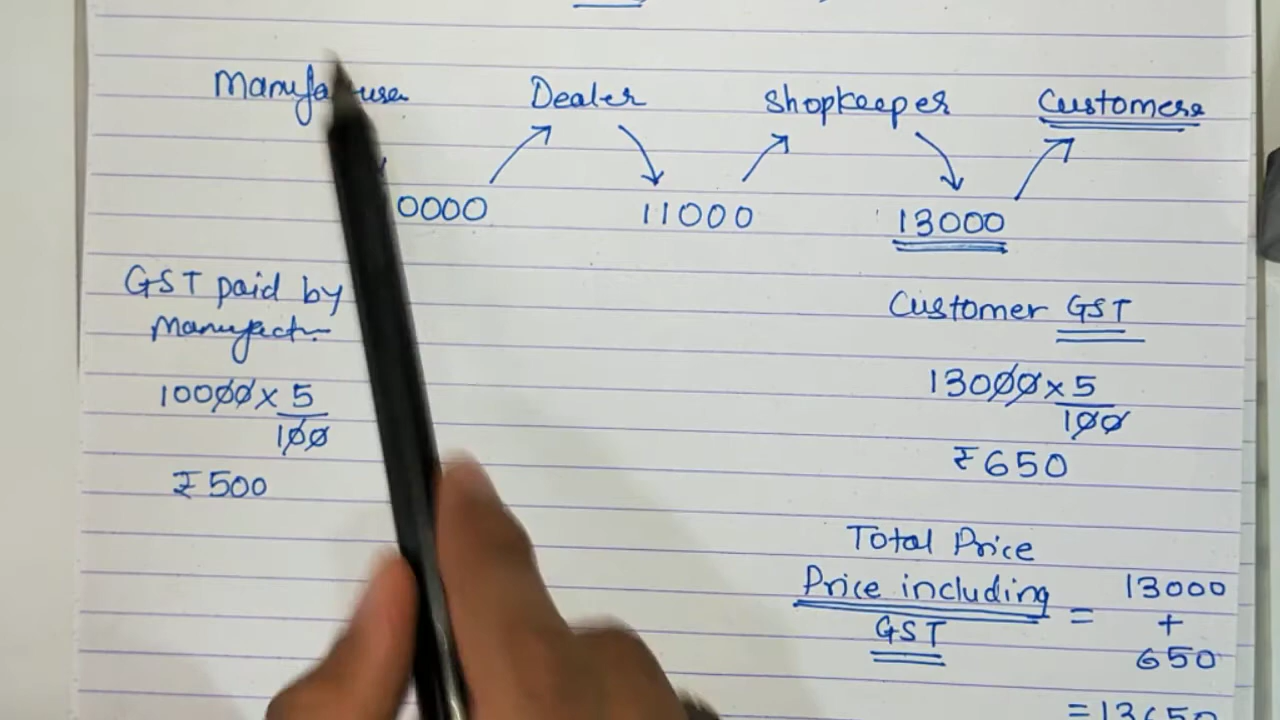 Dealer Shopkeeper Customers
0000 11000 13000
GST paid by
Customer GST
10000 × 5
100
₹500
13000 × 5
100
₹650
Total Price
Price including GST = 13000 + 650
= 13650